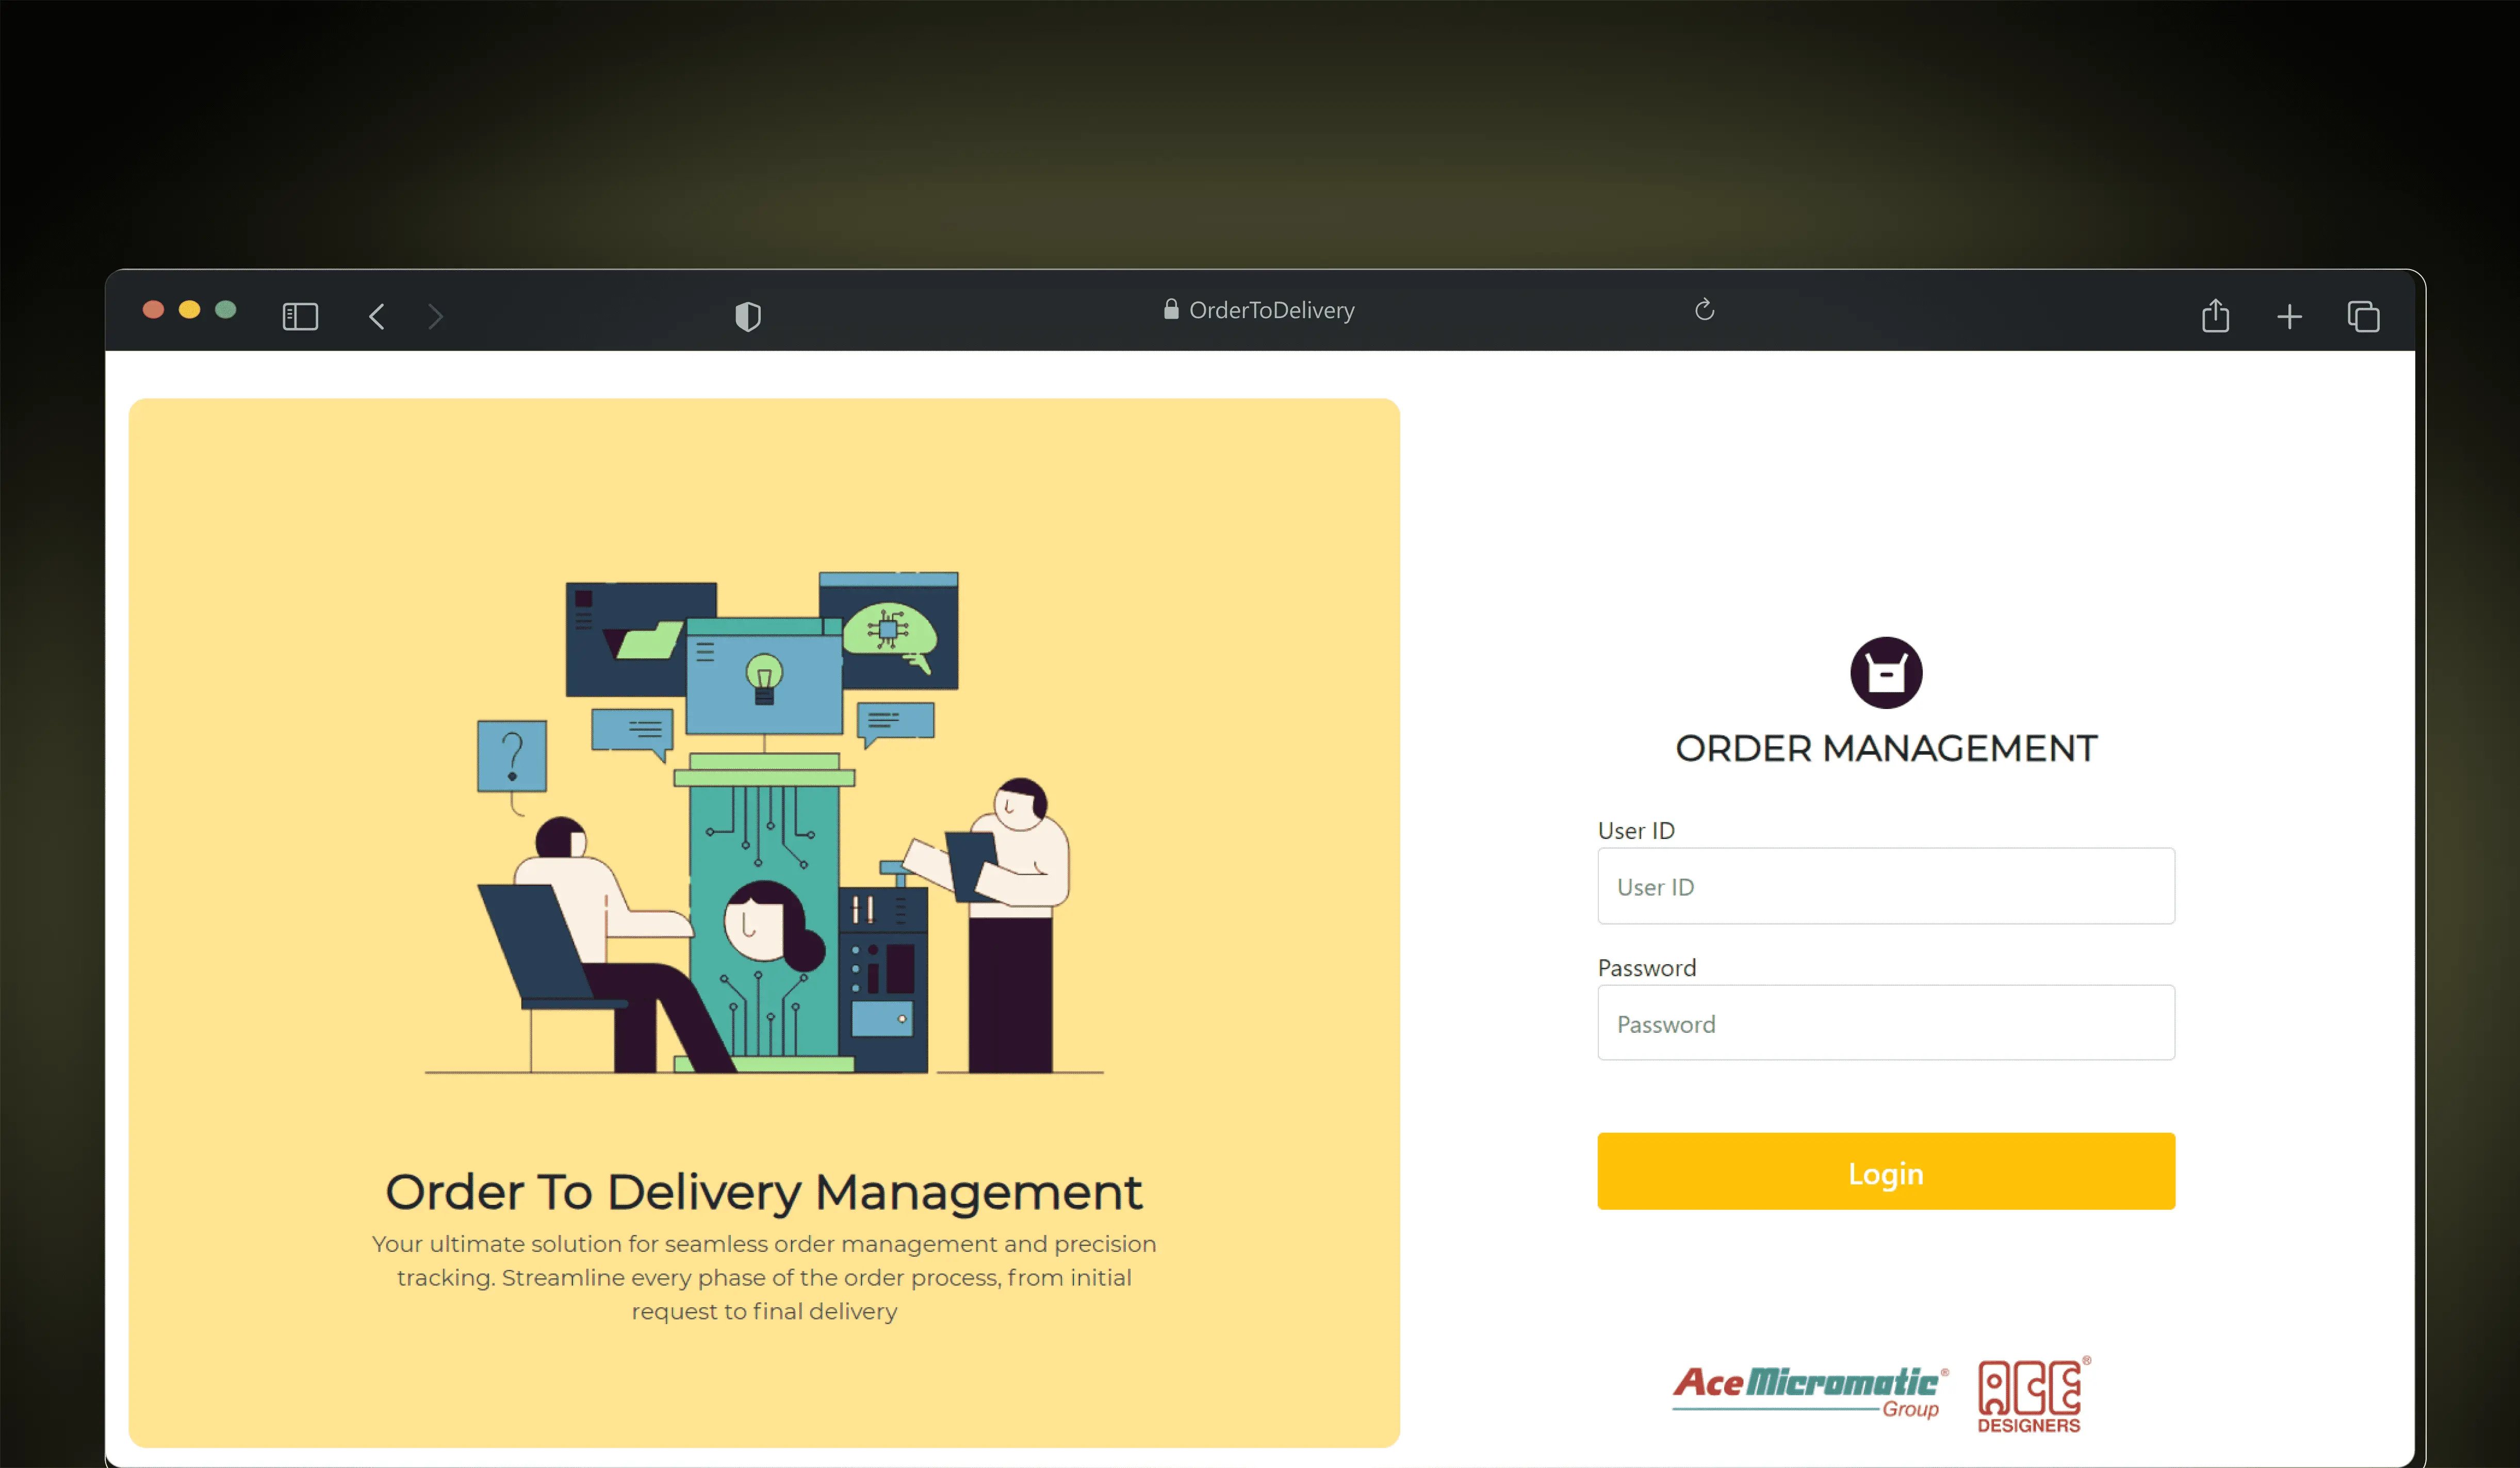 OrderToDelivery
Order To Delivery Management
Your ultimate solution for seamless order management and precision
tracking. Streamline every phase of the order process, from initial
request to final delivery
ORDER MANAGEMENT
User ID
User ID
Password
Password
Login
Ace Micromatic®
Group
ACE®
DESIGNERS
?